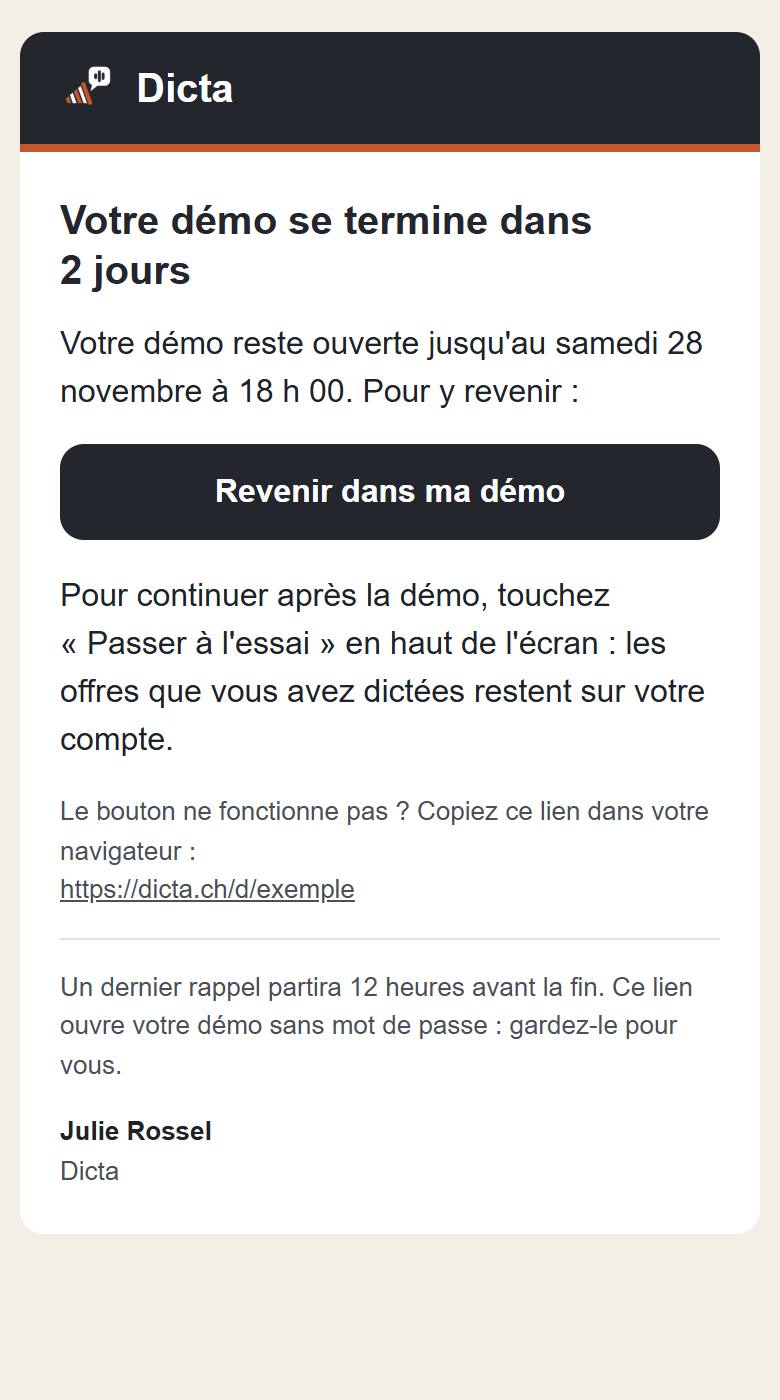 Dicta
Votre démo se termine dans
2 jours
Votre démo reste ouverte jusqu'au samedi 28
novembre à 18 h 00. Pour y revenir :
Revenir dans ma démo
Pour continuer après la démo, touchez
« Passer à l'essai » en haut de l'écran : les
offres que vous avez dictées restent sur votre
compte.
Le bouton ne fonctionne pas ? Copiez ce lien dans votre
navigateur :
https://dicta.ch/d/exemple
Un dernier rappel partira 12 heures avant la fin. Ce lien
ouvre votre démo sans mot de passe : gardez-le pour
vous.
Julie Rossel
Dicta